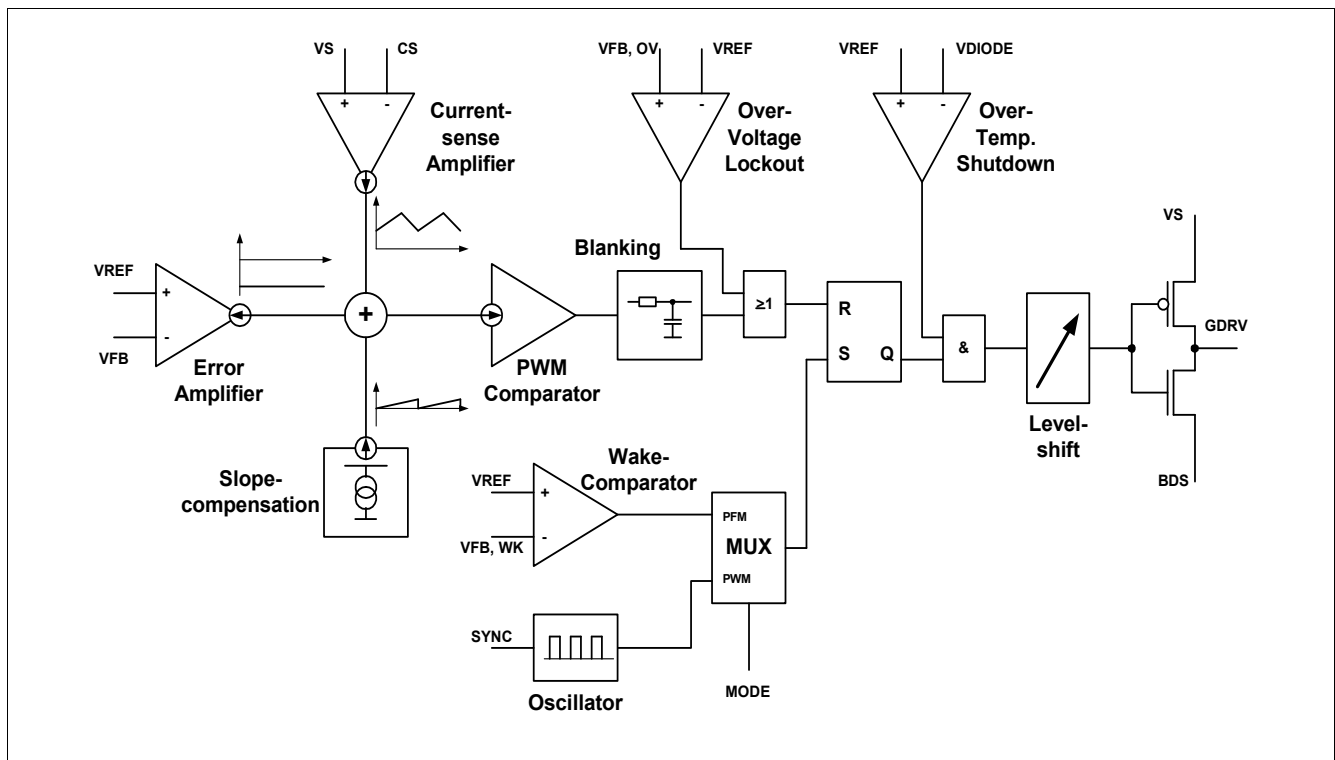 VS
CS
+
-
Current-
sense
Amplifier
VFB, OV
VREF
+
-
Over-
Voltage
Lockout
VREF
VDIODE
+
-
Over-
Temp.
Shutdown
VREF
VFB
+
-
Error
Amplifier
+
PWM
Comparator
Blanking
≥1
R
S
Q
&
Level-
shift
VS
GDRV
BDS
Slope-
compensation
VREF
VFB, WK
+
-
Wake-
Comparator
PFM
MUX
PWM
SYNC
Oscillator
MODE